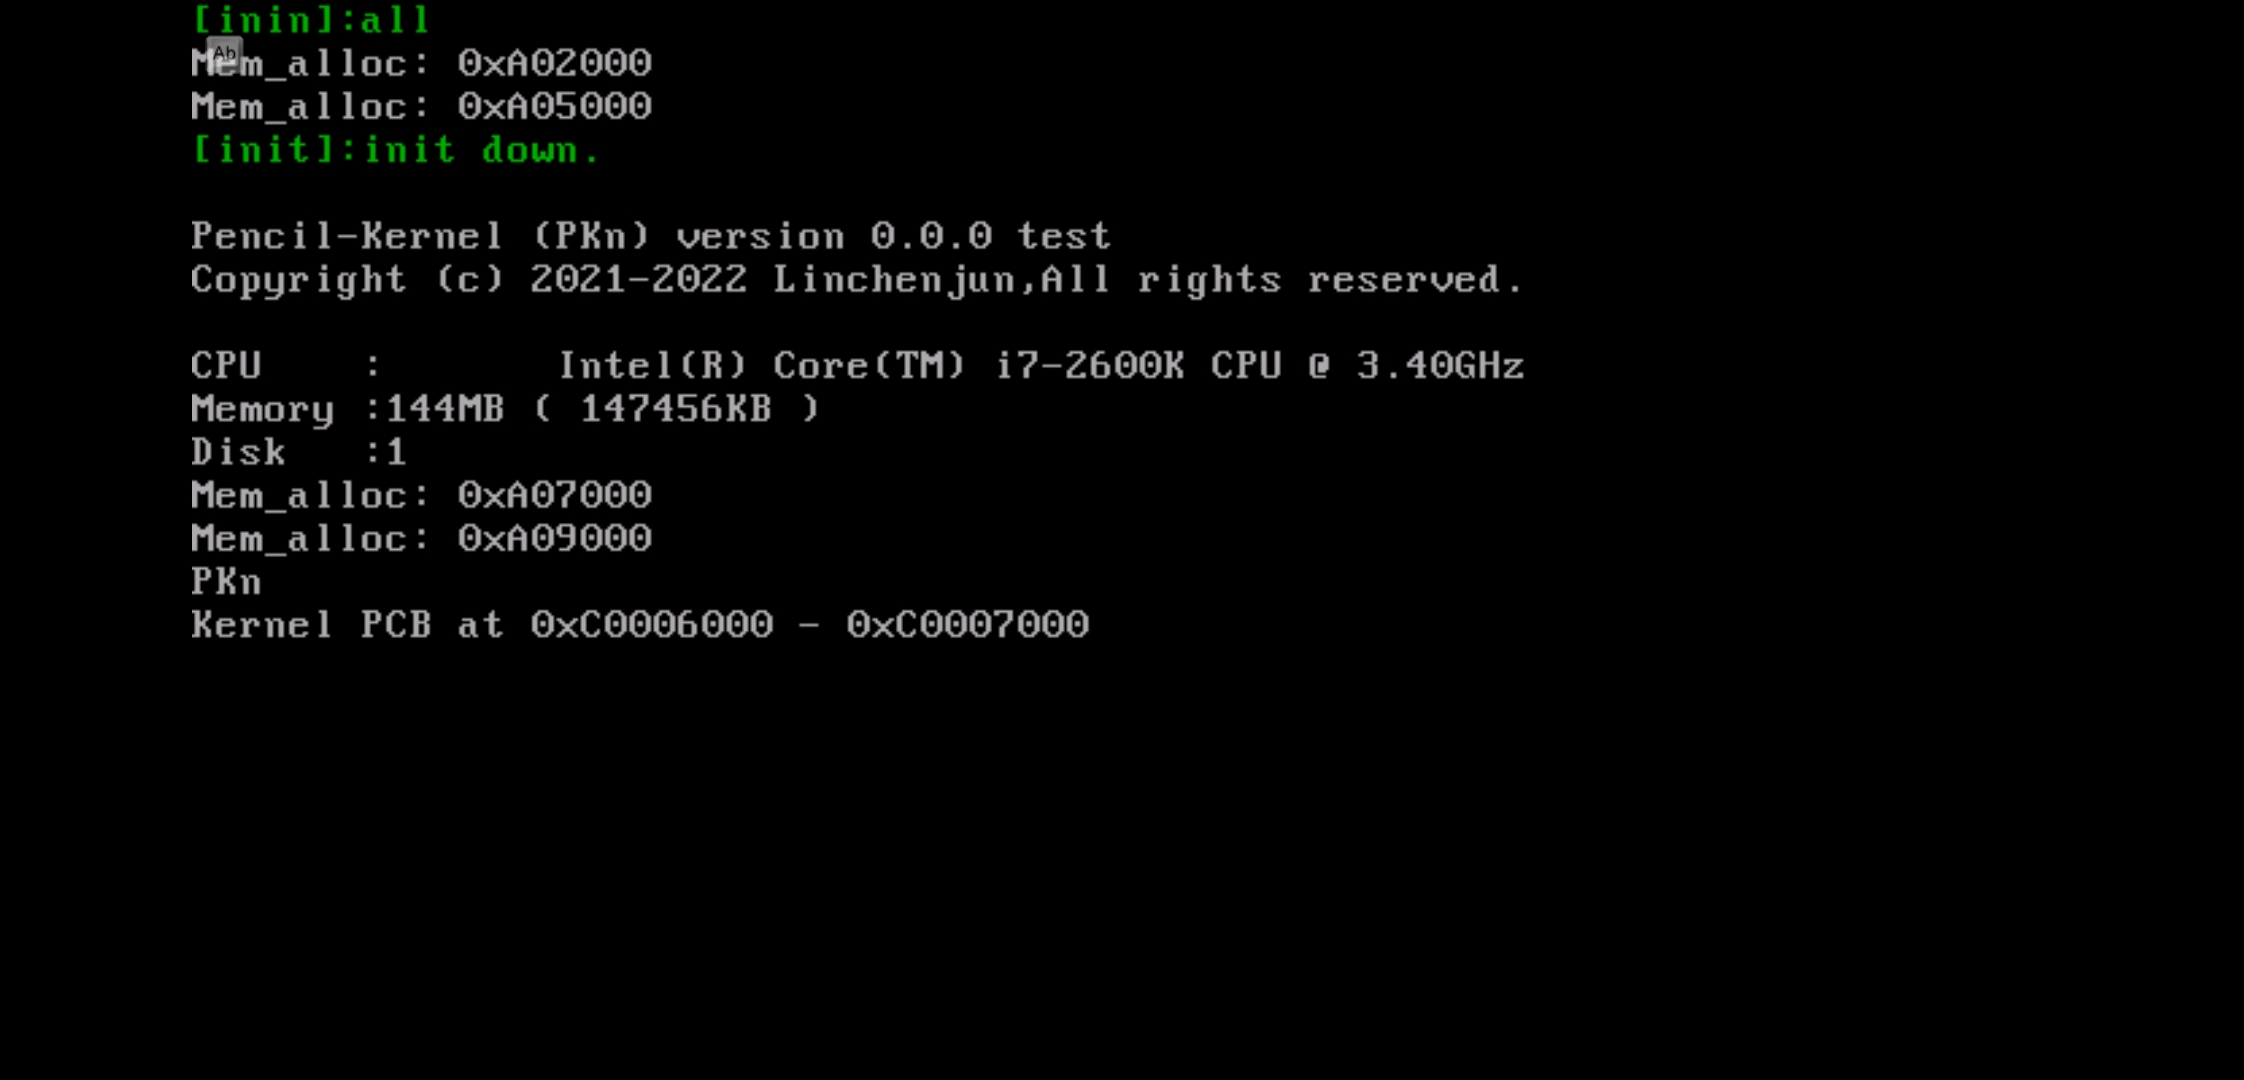 [inin]:all
Ab
Mem_alloc: 0xA02000
Mem_alloc: 0xA05000
[init]:init down.
Pencil-Kernel (PKn) version 0.0.0 test
Copyright (c) 2021-2022 Linchenjun,All rights reserved.
CPU    :       Intel(R) Core(TM) i7-2600K CPU @ 3.40GHz
Memory :144MB ( 147456KB )
Disk   :1
Mem_alloc: 0xA07000
Mem_alloc: 0xA09000
PKn
Kernel PCB at 0xC0006000 - 0xC0007000